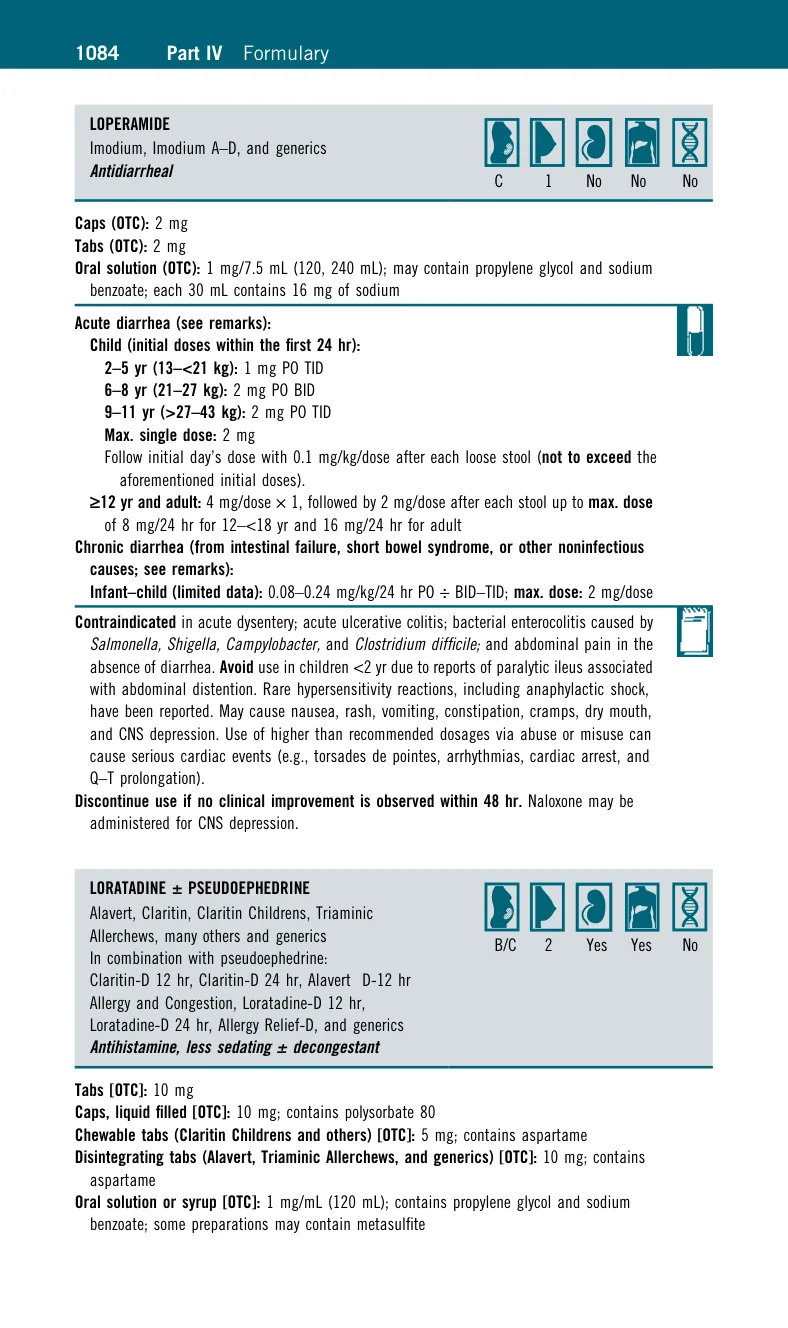 1084 Part IV Formulary
LOPERAMIDE
Imodium, Imodium A–D, and generics
Antidiarrheal
C 1 No No No
Caps (OTC): 2 mg
Tabs (OTC): 2 mg
Oral solution (OTC): 1 mg/7.5 mL (120, 240 mL); may contain propylene glycol and sodium
benzoate; each 30 mL contains 16 mg of sodium
Acute diarrhea (see remarks):
Child (initial doses within the first 24 hr):
2–5 yr (13–<21 kg): 1 mg PO TID
6–8 yr (21–27 kg): 2 mg PO BID
9–11 yr (>27–43 kg): 2 mg PO TID
Max. single dose: 2 mg
Follow initial day's dose with 0.1 mg/kg/dose after each loose stool (not to exceed the
aforementioned initial doses).
≥12 yr and adult: 4 mg/dose × 1, followed by 2 mg/dose after each stool up to max. dose
of 8 mg/24 hr for 12–<18 yr and 16 mg/24 hr for adult
Chronic diarrhea (from intestinal failure, short bowel syndrome, or other noninfectious
causes; see remarks):
Infant–child (limited data): 0.08–0.24 mg/kg/24 hr PO ÷ BID–TID; max. dose: 2 mg/dose
Contraindicated in acute dysentery; acute ulcerative colitis; bacterial enterocolitis caused by
Salmonella, Shigella, Campylobacter, and Clostridium difficile; and abdominal pain in the
absence of diarrhea. Avoid use in children <2 yr due to reports of paralytic ileus associated
with abdominal distention. Rare hypersensitivity reactions, including anaphylactic shock,
have been reported. May cause nausea, rash, vomiting, constipation, cramps, dry mouth,
and CNS depression. Use of higher than recommended dosages via abuse or misuse can
cause serious cardiac events (e.g., torsades de pointes, arrhythmias, cardiac arrest, and
Q–T prolongation).
Discontinue use if no clinical improvement is observed within 48 hr. Naloxone may be
administered for CNS depression.
LORATADINE ± PSEUDOEPHEDRINE
Alavert, Claritin, Claritin Childrens, Triaminic
Allerchews, many others and generics
In combination with pseudoephedrine:
Claritin-D 12 hr, Claritin-D 24 hr, Alavert D-12 hr
Allergy and Congestion, Loratadine-D 12 hr,
Loratadine-D 24 hr, Allergy Relief-D, and generics
Antihistamine, less sedating ± decongestant
B/C 2 Yes Yes No
Tabs [OTC]: 10 mg
Caps, liquid filled [OTC]: 10 mg; contains polysorbate 80
Chewable tabs (Claritin Childrens and others) [OTC]: 5 mg; contains aspartame
Disintegrating tabs (Alavert, Triaminic Allerchews, and generics) [OTC]: 10 mg; contains
aspartame
Oral solution or syrup [OTC]: 1 mg/mL (120 mL); contains propylene glycol and sodium
benzoate; some preparations may contain metasulfite